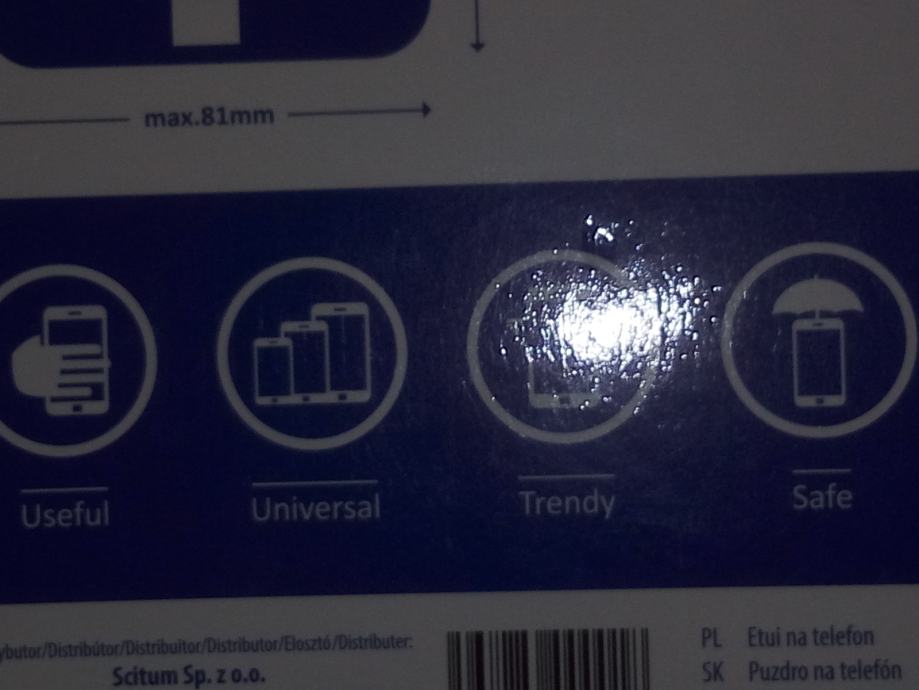 max.81mm
Useful
Universal
Trendy
Safe
ybutor/Distribútor/Distribuitor/Distributor/Elosztó/Distributer:
Scitum Sp. z o.o.
PL Etui na telefon
SK Puzdro na telefón